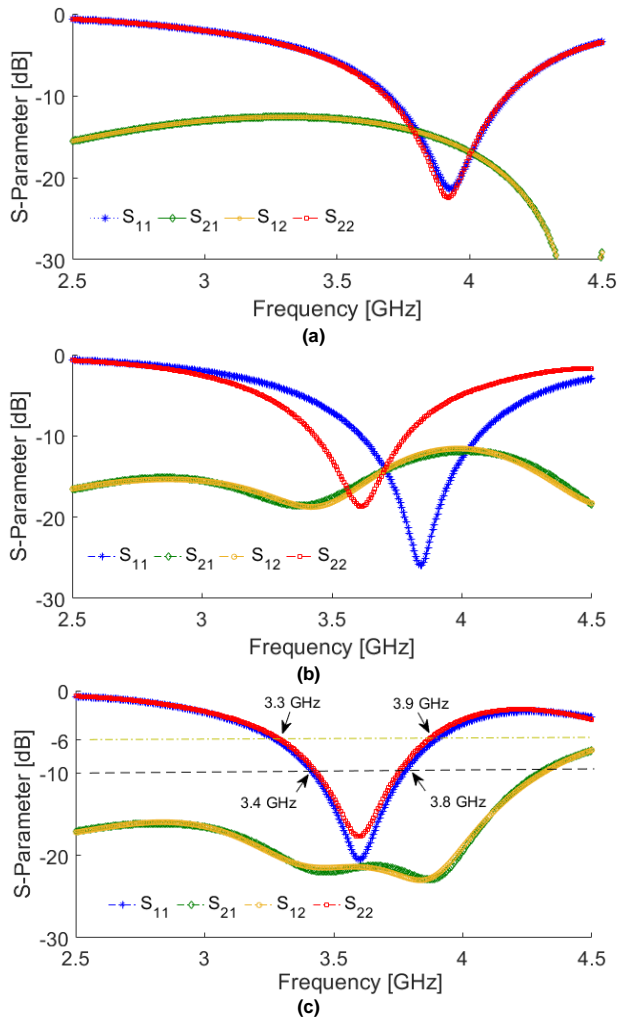 0
-10
-20
-30
S-Parameter [dB]
S11 S21 S12 S22
2.5 3 3.5 4 4.5
Frequency [GHz]
(a)
0
-10
-20
-30
S-Parameter [dB]
S11 S21 S12 S22
2.5 3 3.5 4 4.5
Frequency [GHz]
(b)
0
-6
-10
-20
-30
S-Parameter [dB]
3.3 GHz 3.9 GHz
3.4 GHz 3.8 GHz
S11 S21 S12 S22
2.5 3 3.5 4 4.5
Frequency [GHz]
(c)